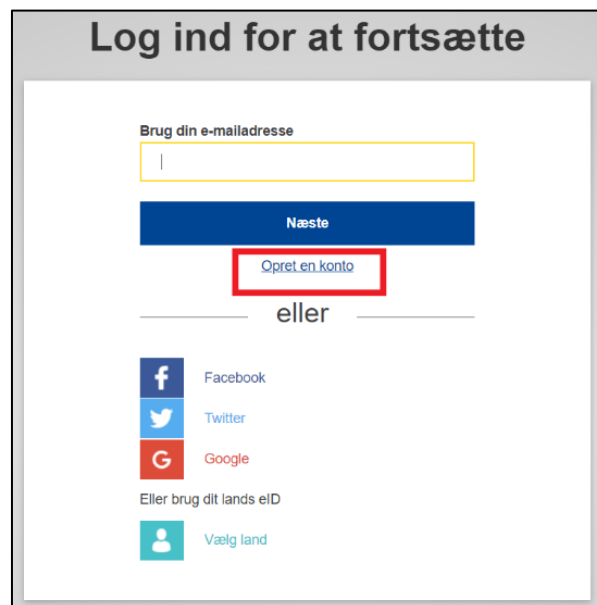 Log ind for at fortsætte
Brug din e-mailadresse
Næste
Opret en konto
eller
Facebook
Twitter
Google
Eller brug dit lands eID
Vælg land